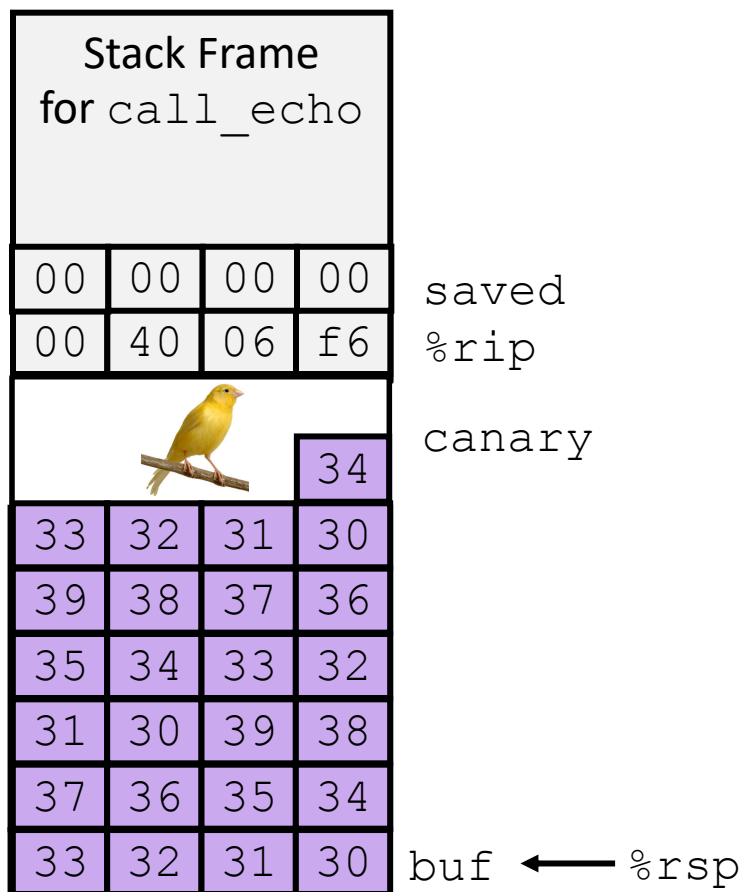 Stack Frame
for call_echo
00 00 00 00
saved
00 40 06 f6
%rip
canary
34
33 32 31 30
39 38 37 36
35 34 33 32
31 30 39 38
37 36 35 34
33 32 31 30 buf %rsp